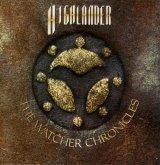 HIGHLANDER
THE WATCHER CHRONICLES